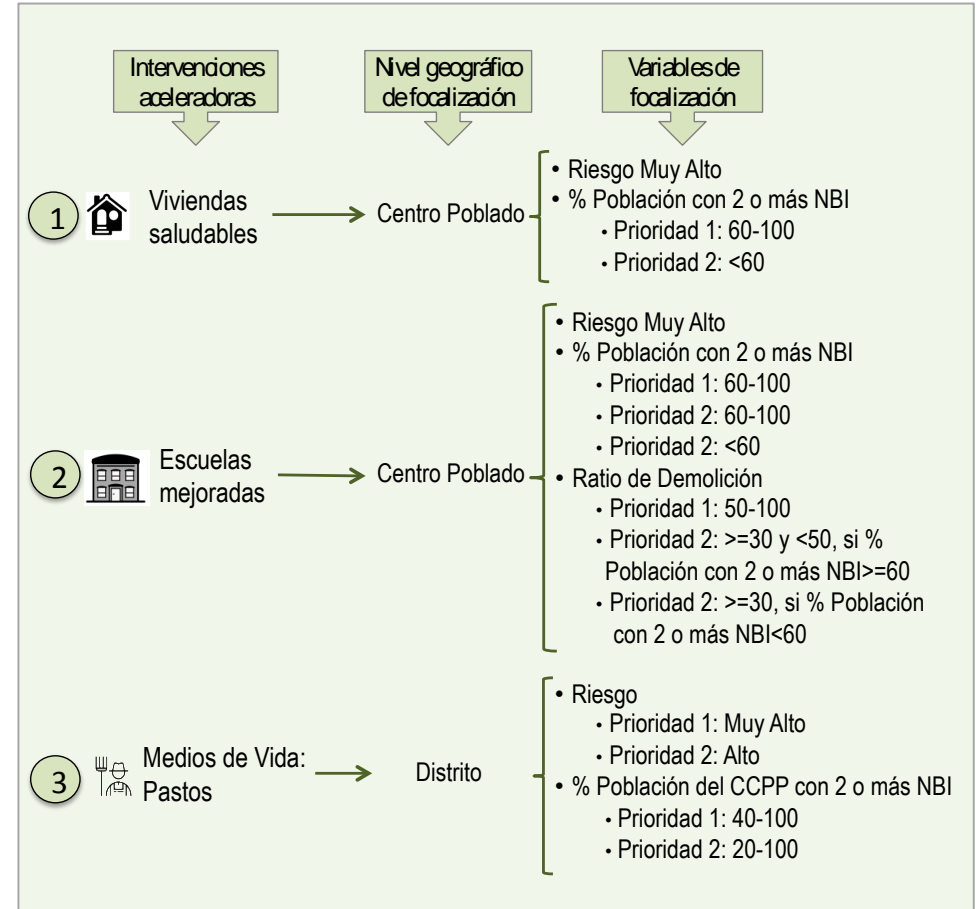 Intervenciones
aceleradoras
Nivel geográfico
de focalización
Variables de
focalización
1
Viviendas
saludables
Centro Poblado
• Riesgo Muy Alto
• % Población con 2 o más NBI
• Prioridad 1: 60-100
• Prioridad 2: <60
2
Escuelas
mejoradas
Centro Poblado
• Riesgo Muy Alto
• % Población con 2 o más NBI
• Prioridad 1: 60-100
• Prioridad 2: 60-100
• Prioridad 2: <60
• Ratio de Demolición
• Prioridad 1: 50-100
• Prioridad 2: >=30 y <50, si %
Población con 2 o más NBI>=60
• Prioridad 2: >=30, si % Población
con 2 o más NBI<60
3
Medios de Vida:
Pastos
Distrito
• Riesgo
• Prioridad 1: Muy Alto
• Prioridad 2: Alto
• % Población del CCPP con 2 o más NBI
• Prioridad 1: 40-100
• Prioridad 2: 20-100